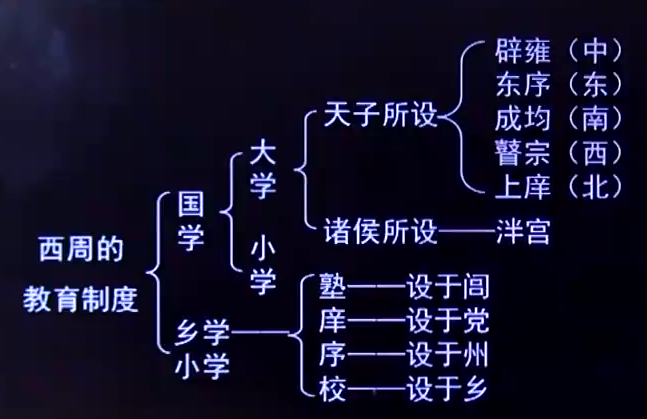 西周的
教育制度
国学
大学
天子所设
辟雍（中）
东序（东）
成均（南）
瞽宗（西）
上庠（北）
诸侯所设——泮宫
小学
乡学——
小学
塾——设于闾
庠——设于党
序——设于州
校——设于乡